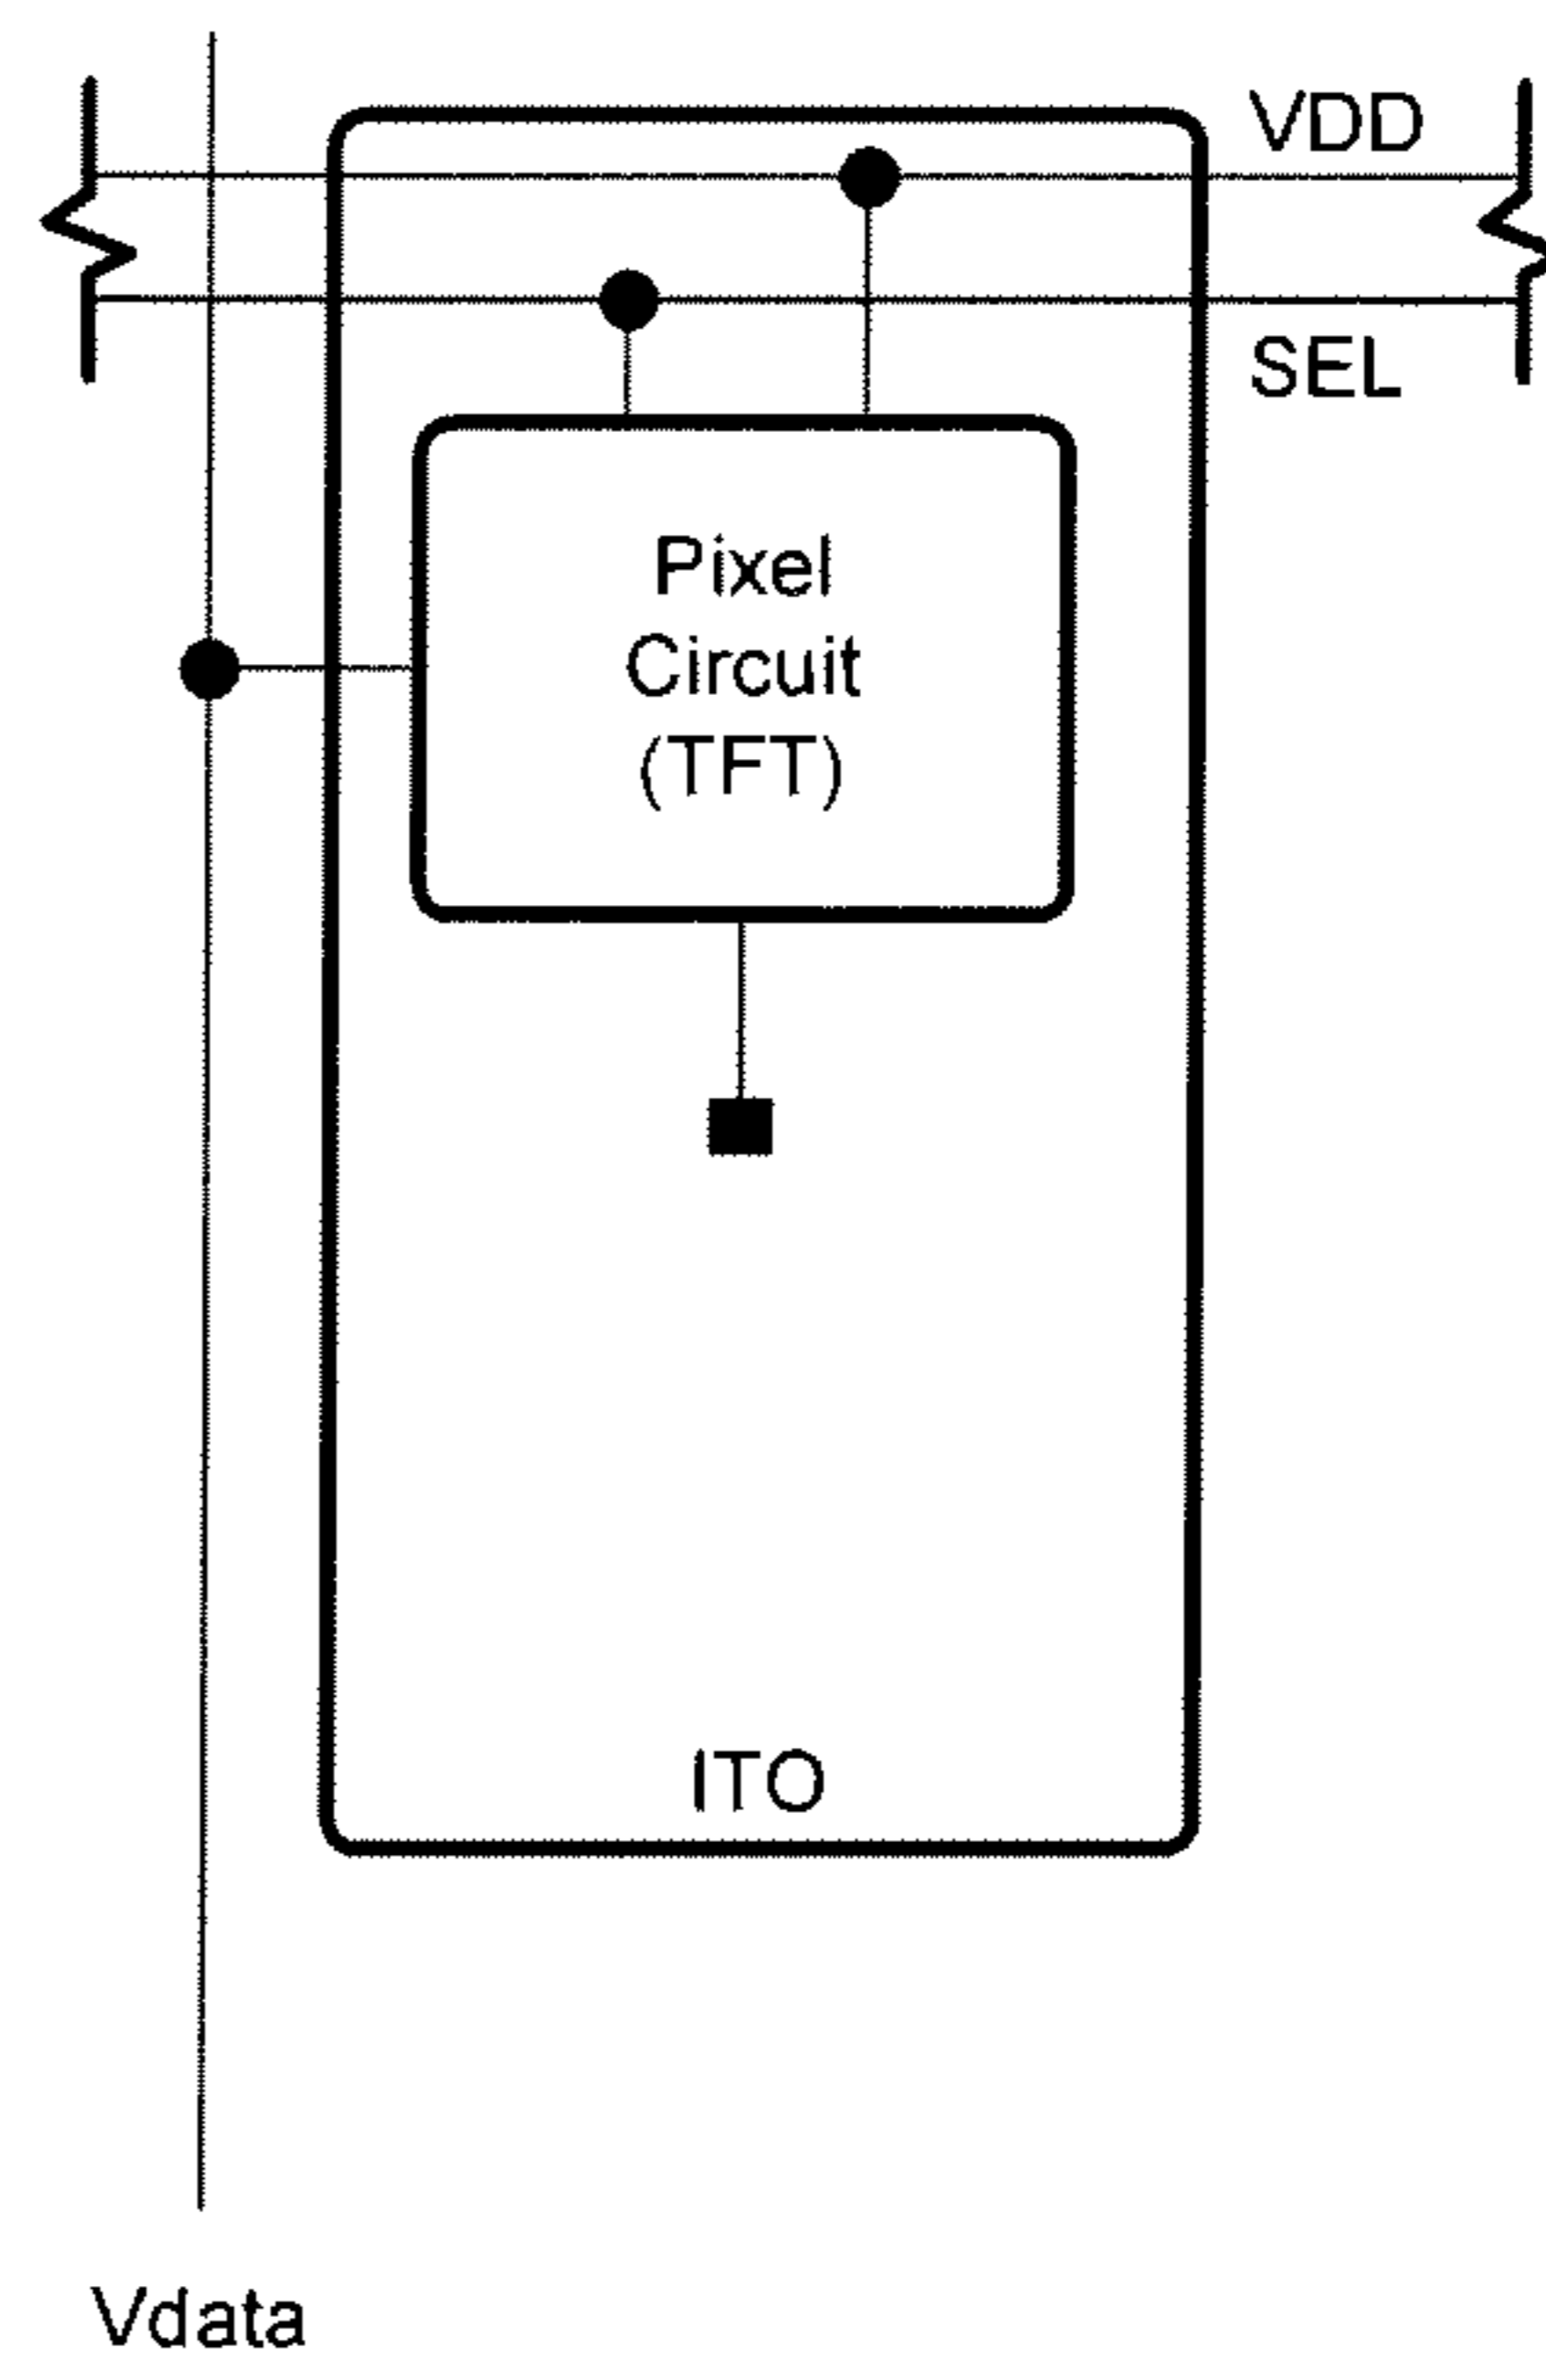 VDD
SEL
Pixel
Circuit
(TFT)
ITO
Vdata